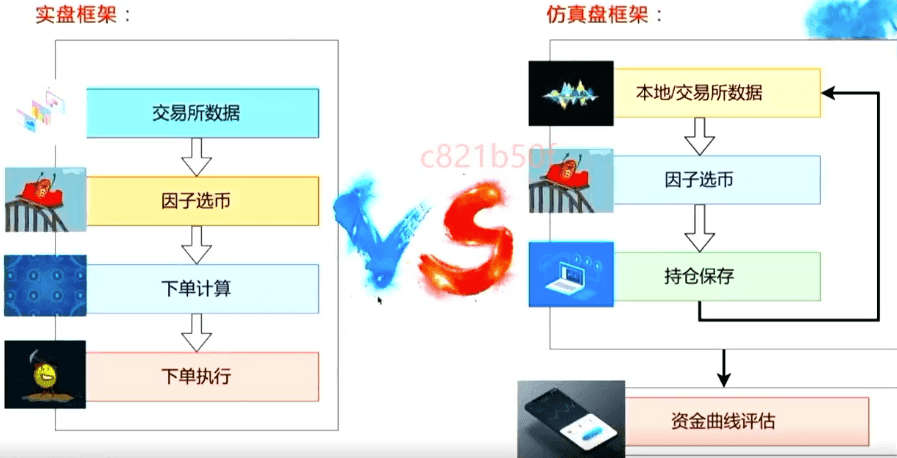 实盘框架：
交易所数据
因子选币
下单计算
下单执行
VS
c821b50f
仿真盘框架：
本地/交易所数据
因子选币
持仓保存
资金曲线评估